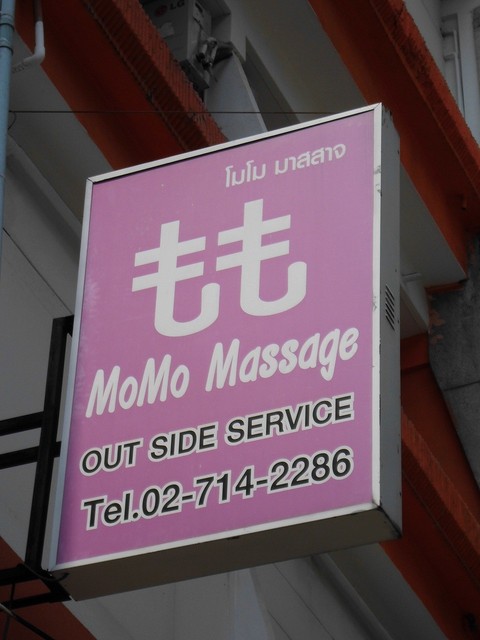 LG
โมโม มาสสาจ
もも
MoMo Massage
OUT SIDE SERVICE
Tel.02-714-2286